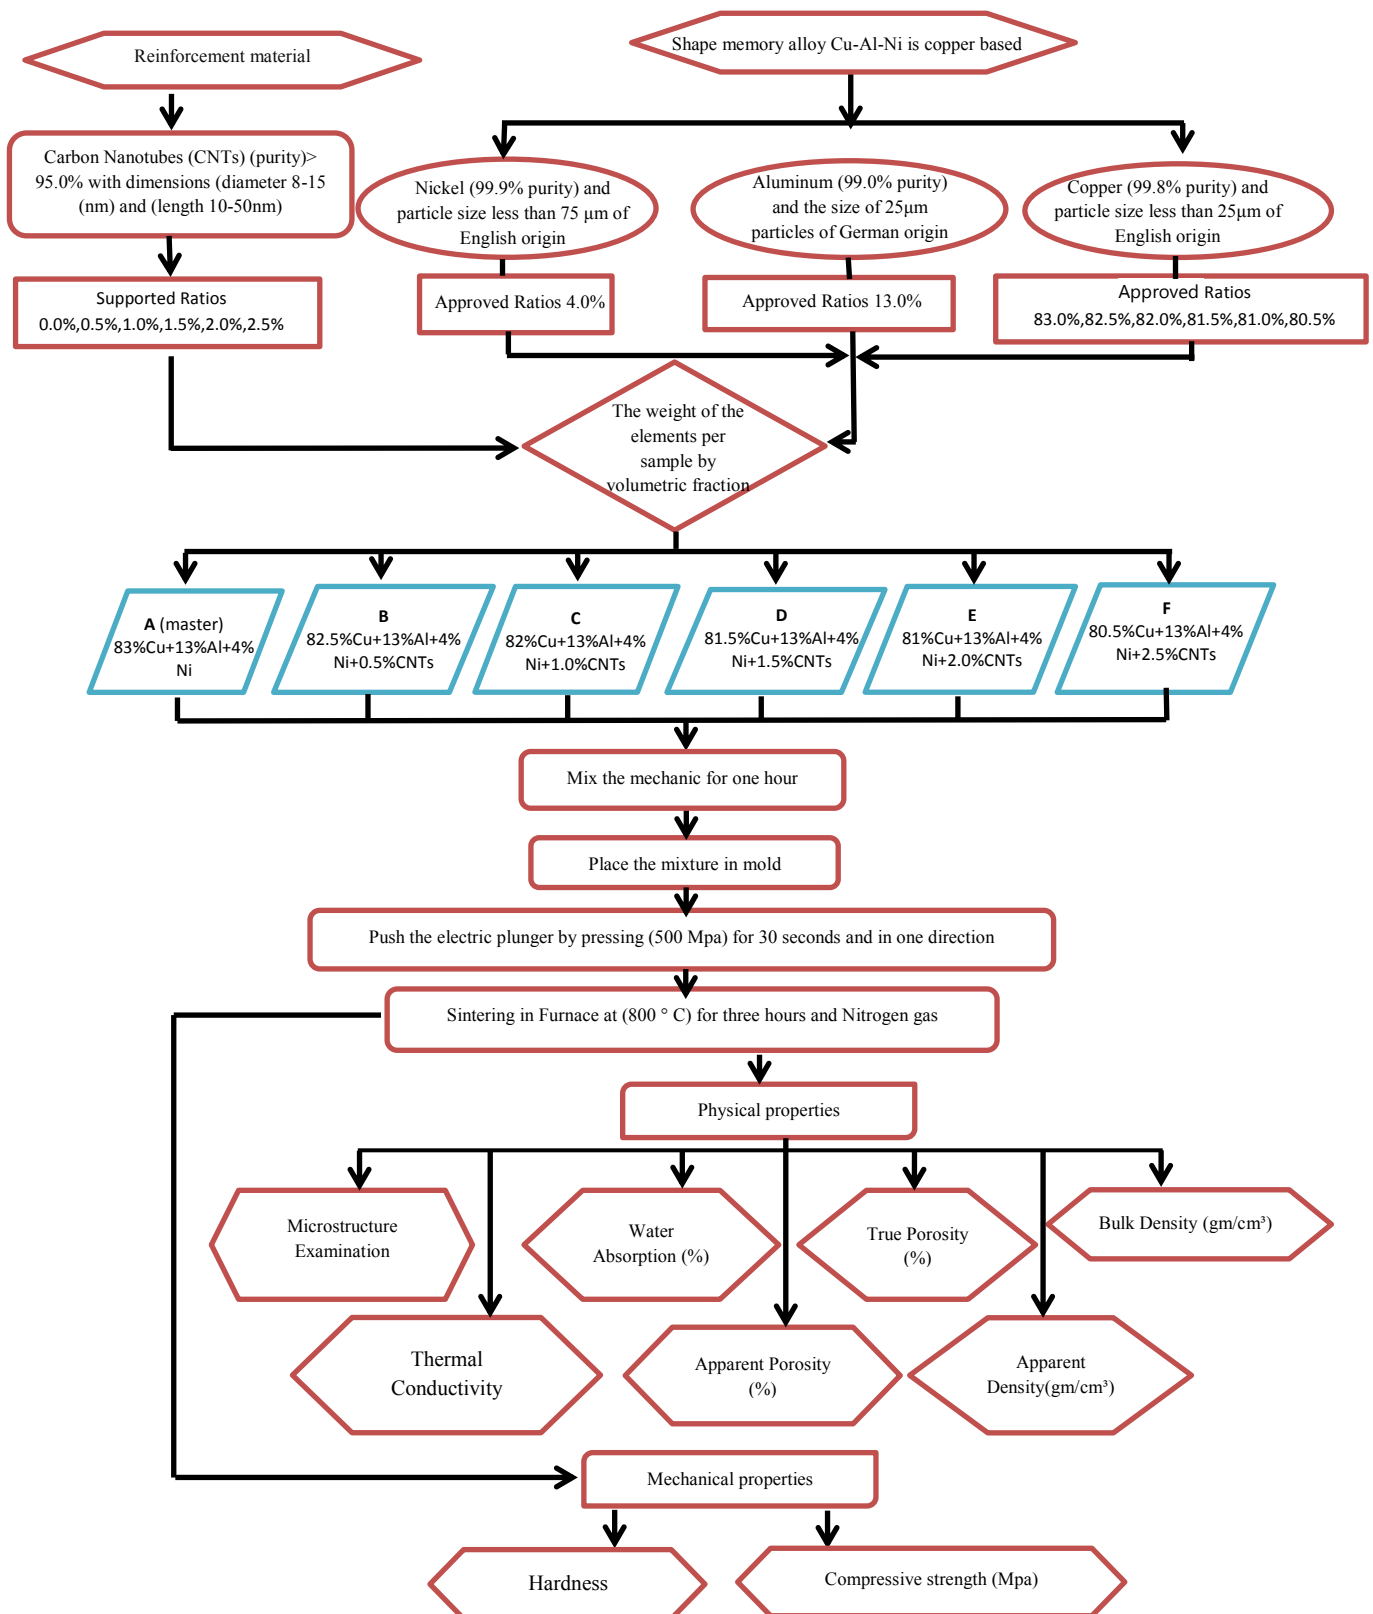 Reinforcement material
Shape memory alloy Cu-Al-Ni is copper based
Carbon Nanotubes (CNTs) (purity)>
95.0% with dimensions (diameter 8-15
(nm) and (length 10-50nm)
Nickel (99.9% purity) and
particle size less than 75 μm of
English origin
Aluminum (99.0% purity)
and the size of 25μm
particles of German origin
Copper (99.8% purity) and
particle size less than 25μm of
English origin
Supported Ratios
0.0%,0.5%,1.0%,1.5%,2.0%,2.5%
Approved Ratios 4.0%
Approved Ratios 13.0%
Approved Ratios
83.0%,82.5%,82.0%,81.5%,81.0%,80.5%
The weight of the
elements per
sample by
volumetric fraction
A (master)
83%Cu+13%Al+4%
Ni
B
82.5%Cu+13%Al+4%
Ni+0.5%CNTs
C
82%Cu+13%Al+4%
Ni+1.0%CNTs
D
81.5%Cu+13%Al+4%
Ni+1.5%CNTs
E
81%Cu+13%Al+4%
Ni+2.0%CNTs
F
80.5%Cu+13%Al+4%
Ni+2.5%CNTs
Mix the mechanic for one hour
Place the mixture in mold
Push the electric plunger by pressing (500 Mpa) for 30 seconds and in one direction
Sintering in Furnace at (800 ° C) for three hours and Nitrogen gas
Physical properties
Microstructure
Examination
Water
Absorption (%)
True Porosity
(%)
Bulk Density (gm/cm³)
Thermal
Conductivity
Apparent Porosity
(%)
Apparent
Density(gm/cm³)
Mechanical properties
Hardness
Compressive strength (Mpa)